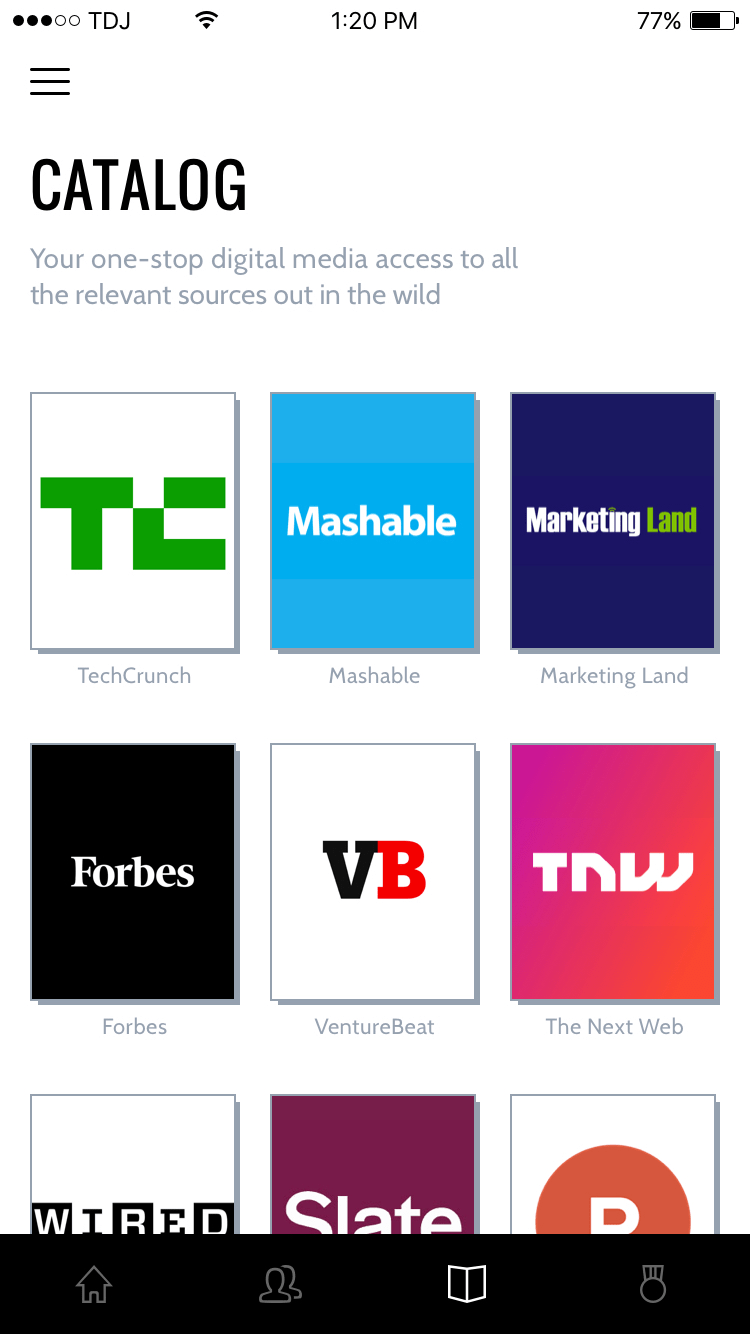 TDJ 1:20 PM 77%
CATALOG
Your one-stop digital media access to all
the relevant sources out in the wild
TC Mashable Marketing Land
TechCrunch Mashable Marketing Land
Forbes VB TNW
Forbes VentureBeat The Next Web
WIRED Slate P